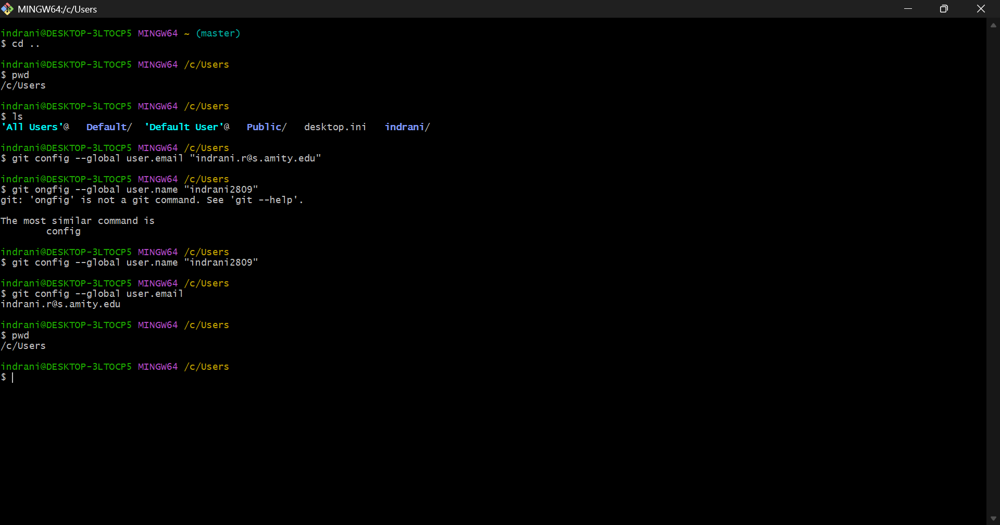 MINGW64:/c/Users
indrani@DESKTOP-3LTOCP5 MINGW64 ~ (master)
$ cd ..
indrani@DESKTOP-3LTOCP5 MINGW64 /c/Users
$ pwd
/c/Users
indrani@DESKTOP-3LTOCP5 MINGW64 /c/Users
$ ls
'All Users'@   Default/  'Default User'@   Public/   desktop.ini   indrani/
indrani@DESKTOP-3LTOCP5 MINGW64 /c/Users
$ git config --global user.email "indrani.r@s.amity.edu"
indrani@DESKTOP-3LTOCP5 MINGW64 /c/Users
$ git ongfig --global user.name "indrani2809"
git: 'ongfig' is not a git command. See 'git --help'.
The most similar command is
        config
indrani@DESKTOP-3LTOCP5 MINGW64 /c/Users
$ git config --global user.name "indrani2809"
indrani@DESKTOP-3LTOCP5 MINGW64 /c/Users
$ git config --global user.email
indrani.r@s.amity.edu
indrani@DESKTOP-3LTOCP5 MINGW64 /c/Users
$ pwd
/c/Users
indrani@DESKTOP-3LTOCP5 MINGW64 /c/Users
$